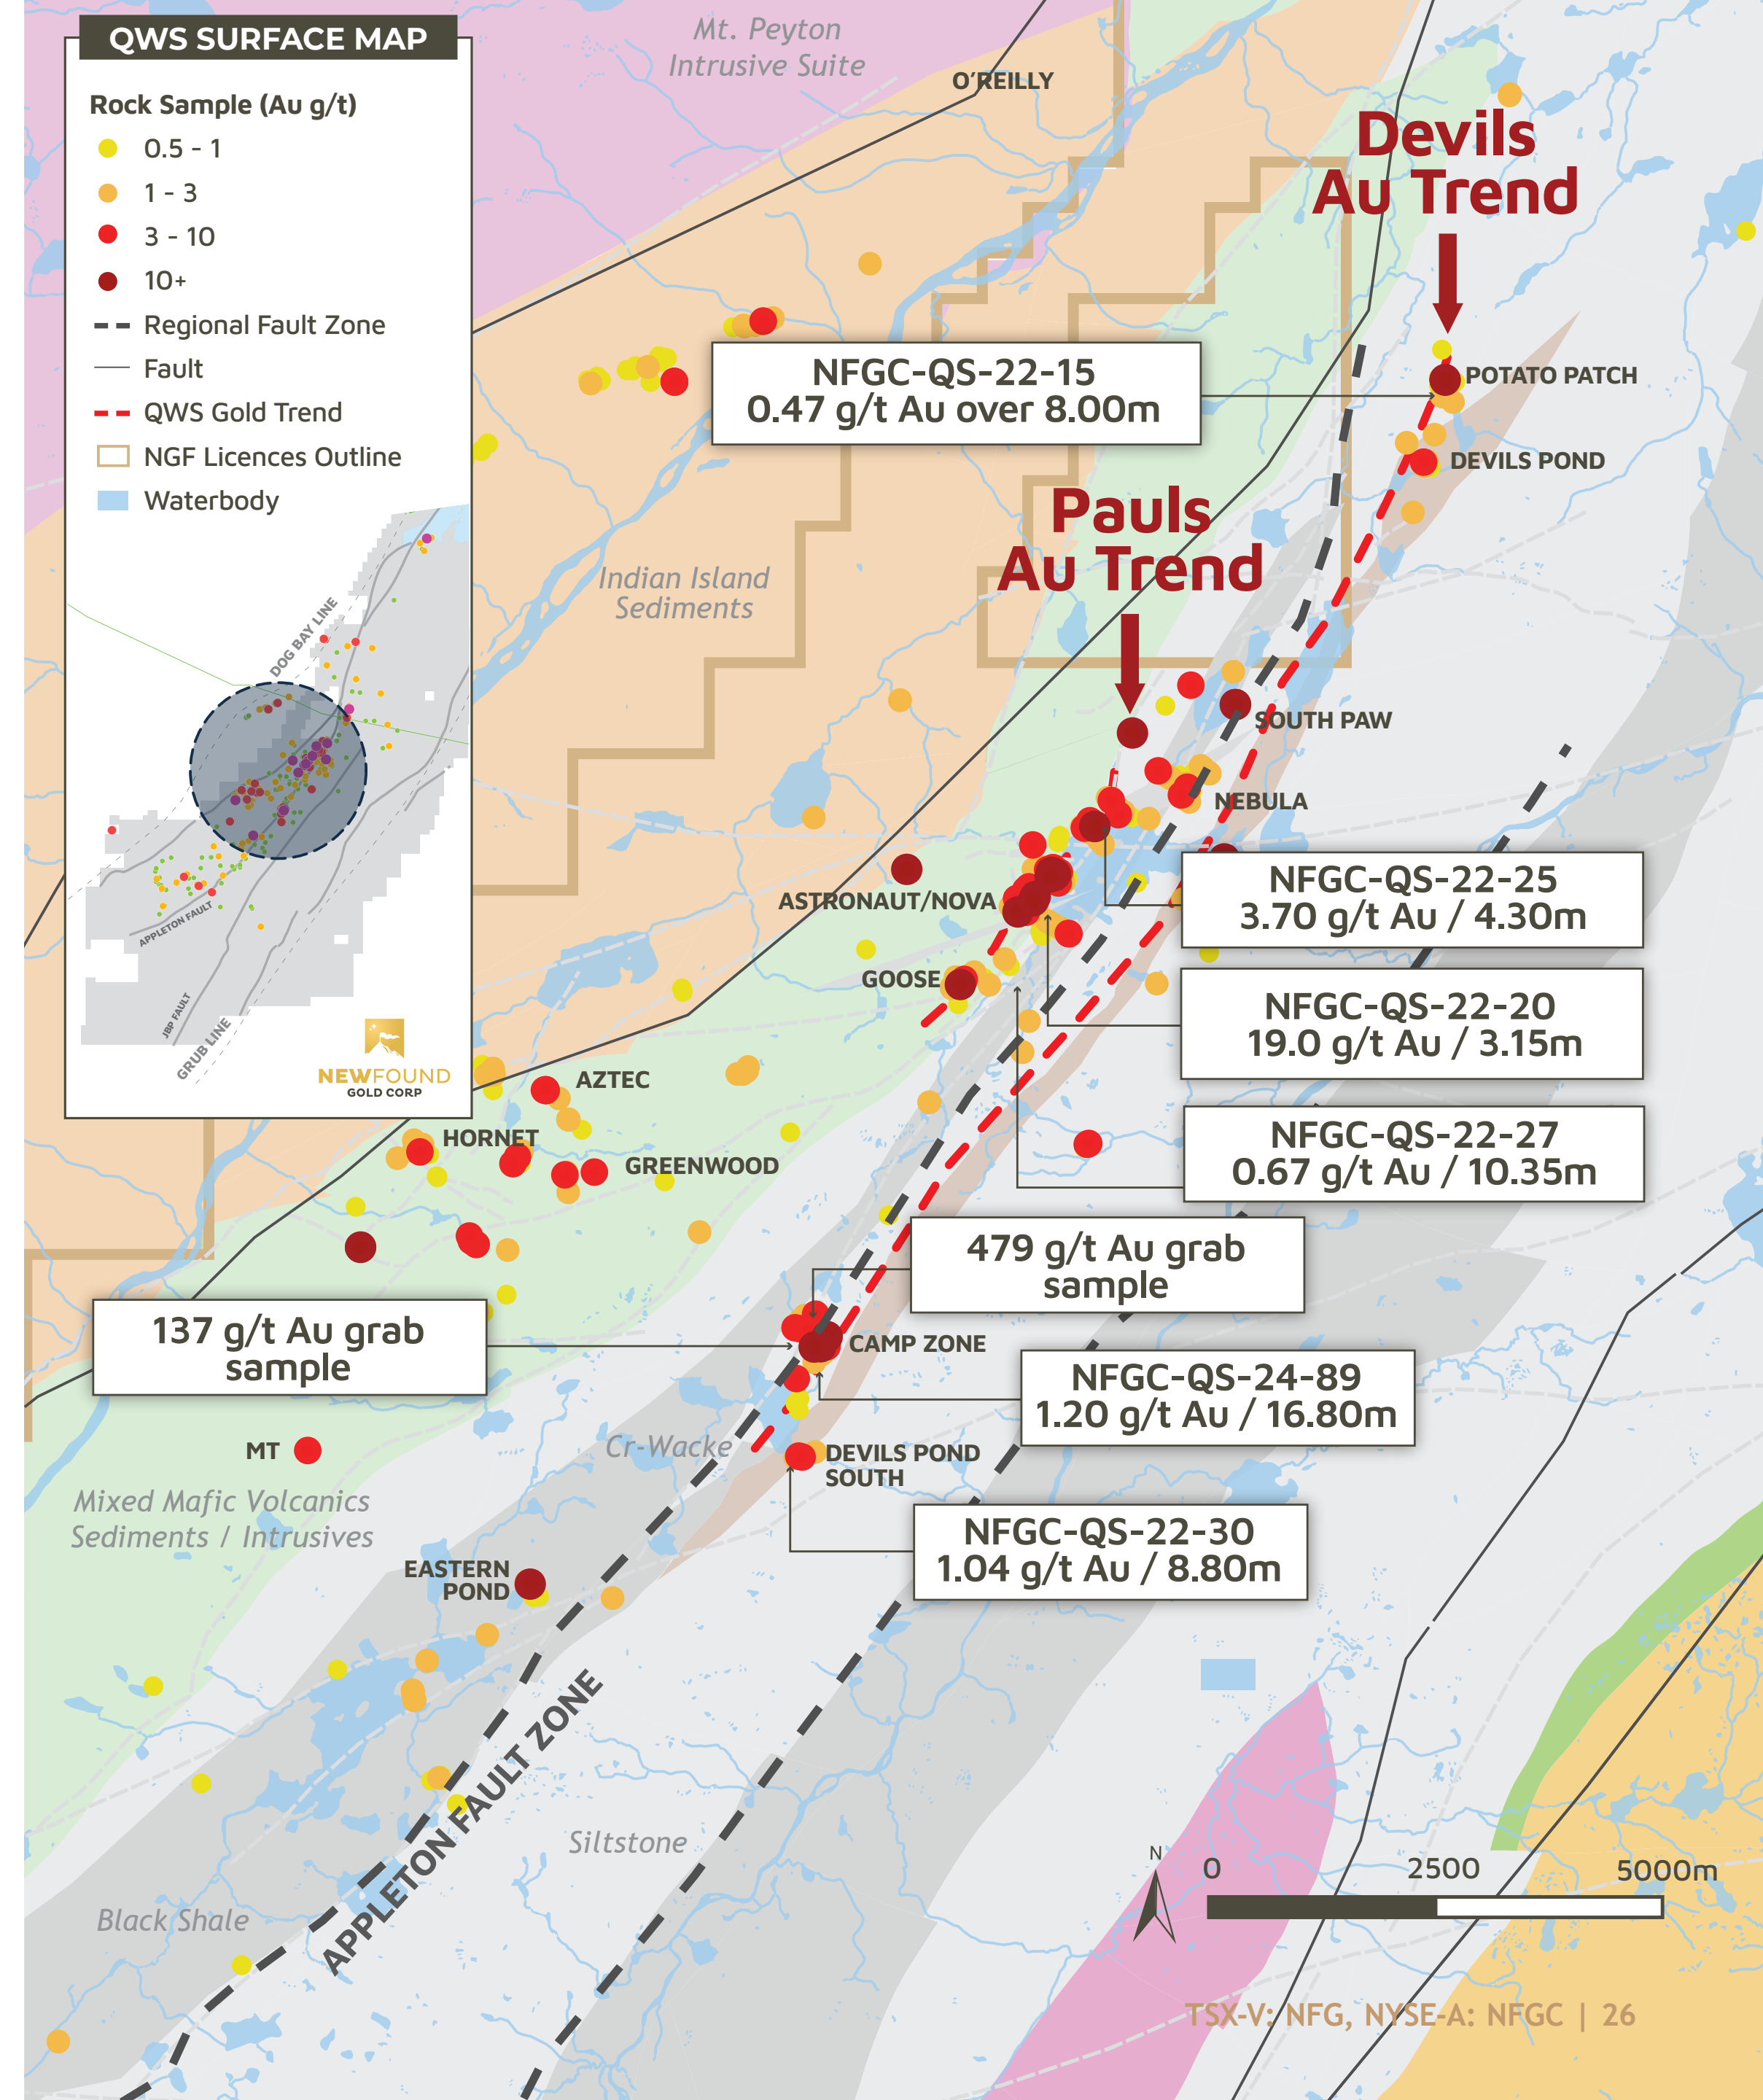 QWS SURFACE MAP
Rock Sample (Au g/t)
0.5 - 1
1 - 3
3 - 10
10+
Regional Fault Zone
Fault
QWS Gold Trend
NGF Licences Outline
Waterbody
DOG BAY LINE
APPLETON FAULT
JBP FAULT
GRUB LINE
NEWFOUND
GOLD CORP
Mt. Peyton
Intrusive Suite
O'REILLY
Devils
Au Trend
NFGC-QS-22-15
0.47 g/t Au over 8.00m
POTATO PATCH
DEVILS POND
Pauls
Au Trend
Indian Island
Sediments
SOUTH PAW
NEBULA
ASTRONAUT/NOVA
NFGC-QS-22-25
3.70 g/t Au / 4.30m
GOOSE
NFGC-QS-22-20
19.0 g/t Au / 3.15m
AZTEC
HORNET
GREENWOOD
NFGC-QS-22-27
0.67 g/t Au / 10.35m
479 g/t Au grab
sample
137 g/t Au grab
sample
CAMP ZONE
NFGC-QS-24-89
1.20 g/t Au / 16.80m
MT
Cr-Wacke
DEVILS POND
SOUTH
Mixed Mafic Volcanics
Sediments / Intrusives
NFGC-QS-22-30
1.04 g/t Au / 8.80m
EASTERN
POND
APPLETON FAULT ZONE
Siltstone
Black Shale
N
0 2500 5000m
TSX-V: NFG, NYSE-A: NFGC | 26